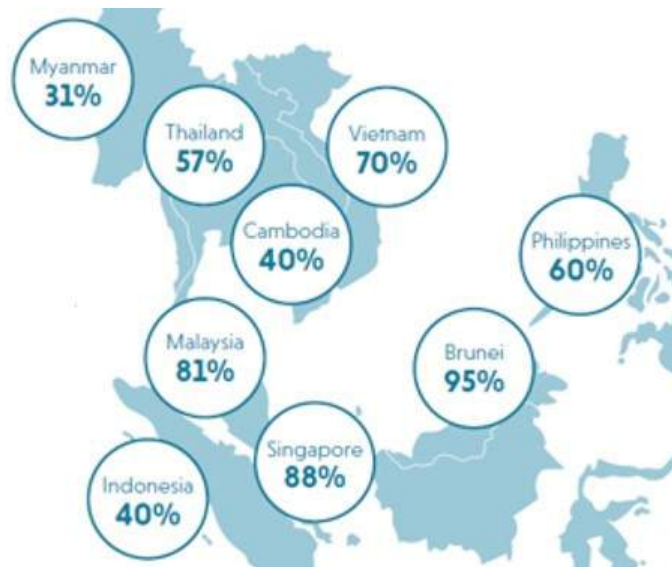 Myanmar
31%
Thailand
57%
Vietnam
70%
Cambodia
40%
Philippines
60%
Malaysia
81%
Brunei
95%
Singapore
88%
Indonesia
40%